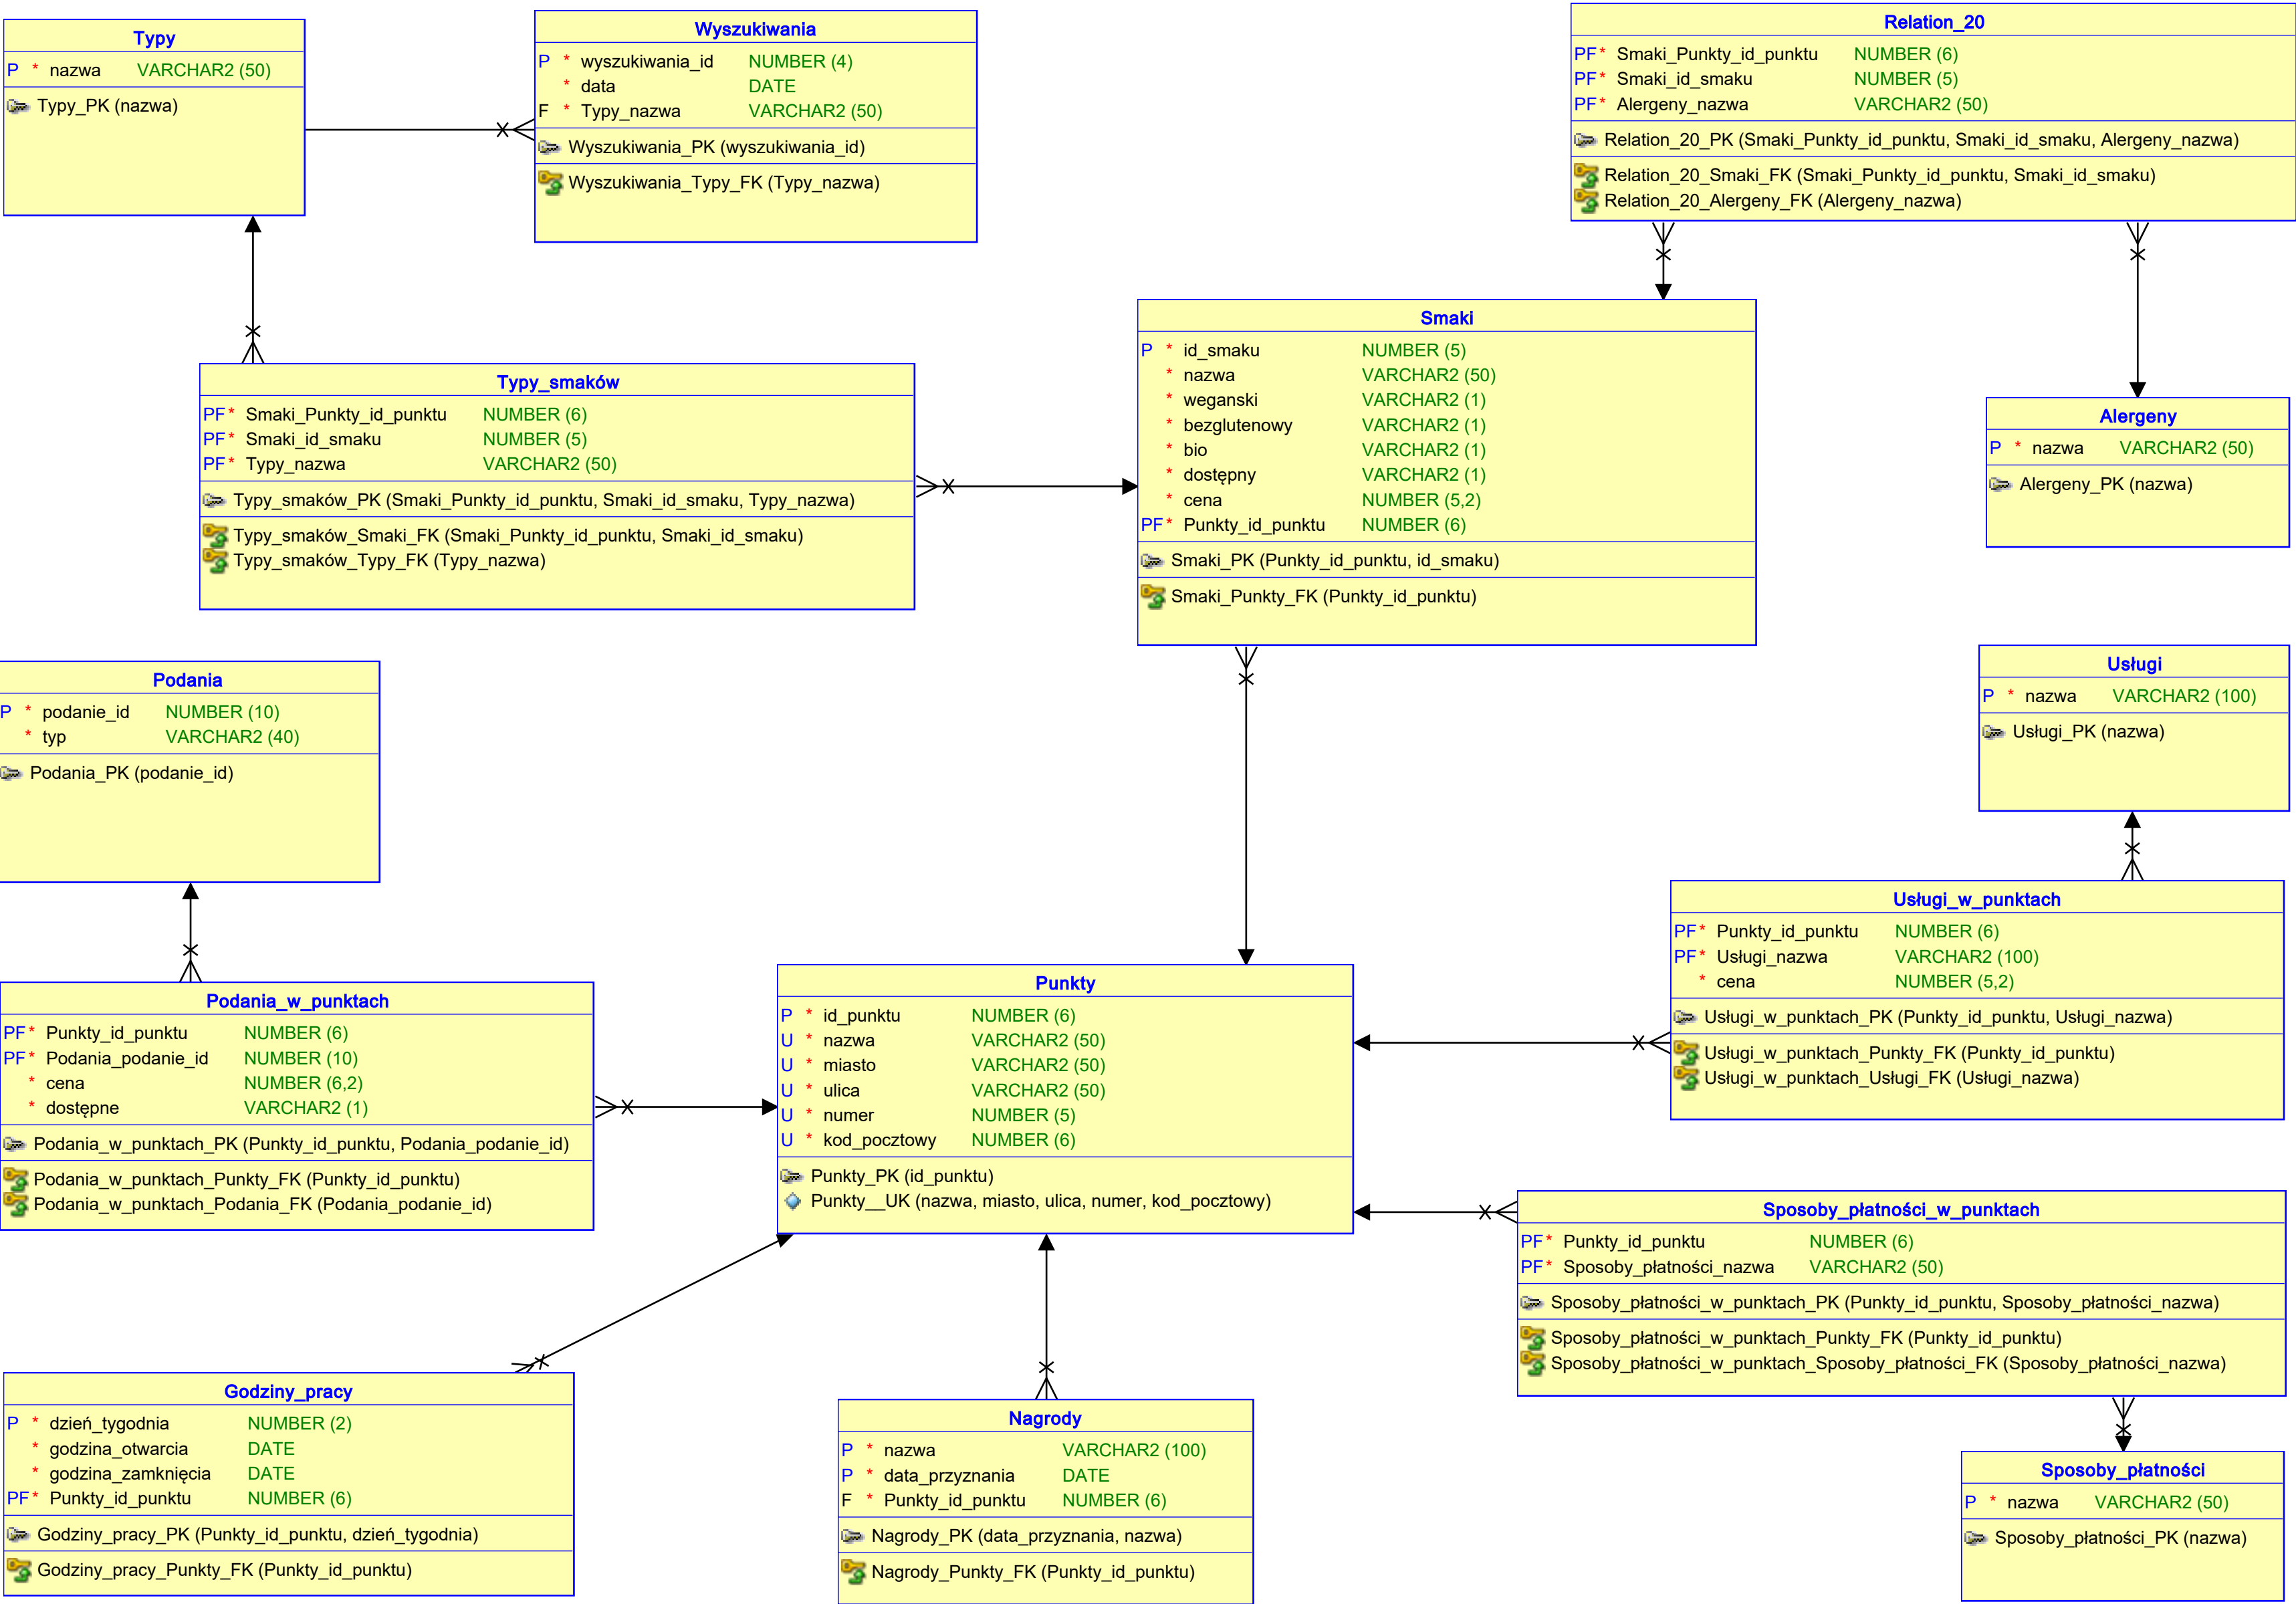 Typy
P * nazwa VARCHAR2 (50)
Typy_PK (nazwa)
Wyszukiwania
P * wyszukiwania_id NUMBER (4)
* data DATE
F * Typy_nazwa VARCHAR2 (50)
Wyszukiwania_PK (wyszukiwania_id)
Wyszukiwania_Typy_FK (Typy_nazwa)
Relation_20
PF* Smaki_Punkty_id_punktu NUMBER (6)
PF* Smaki_id_smaku NUMBER (5)
PF* Alergeny_nazwa VARCHAR2 (50)
Relation_20_PK (Smaki_Punkty_id_punktu, Smaki_id_smaku, Alergeny_nazwa)
Relation_20_Smaki_FK (Smaki_Punkty_id_punktu, Smaki_id_smaku)
Relation_20_Alergeny_FK (Alergeny_nazwa)
Typy_smaków
PF* Smaki_Punkty_id_punktu NUMBER (6)
PF* Smaki_id_smaku NUMBER (5)
PF* Typy_nazwa VARCHAR2 (50)
Typy_smaków_PK (Smaki_Punkty_id_punktu, Smaki_id_smaku, Typy_nazwa)
Typy_smaków_Smaki_FK (Smaki_Punkty_id_punktu, Smaki_id_smaku)
Typy_smaków_Typy_FK (Typy_nazwa)
Smaki
P * id_smaku NUMBER (5)
* nazwa VARCHAR2 (50)
* weganski VARCHAR2 (1)
* bezglutenowy VARCHAR2 (1)
* bio VARCHAR2 (1)
* dostępny VARCHAR2 (1)
* cena NUMBER (5,2)
PF* Punkty_id_punktu NUMBER (6)
Smaki_PK (Punkty_id_punktu, id_smaku)
Smaki_Punkty_FK (Punkty_id_punktu)
Alergeny
P * nazwa VARCHAR2 (50)
Alergeny_PK (nazwa)
Podania
P * podanie_id NUMBER (10)
* typ VARCHAR2 (40)
Podania_PK (podanie_id)
Usługi
P * nazwa VARCHAR2 (100)
Usługi_PK (nazwa)
Podania_w_punktach
PF* Punkty_id_punktu NUMBER (6)
PF* Podania_podanie_id NUMBER (10)
* cena NUMBER (6,2)
* dostępne VARCHAR2 (1)
Podania_w_punktach_PK (Punkty_id_punktu, Podania_podanie_id)
Podania_w_punktach_Punkty_FK (Punkty_id_punktu)
Podania_w_punktach_Podania_FK (Podania_podanie_id)
Punkty
P * id_punktu NUMBER (6)
U * nazwa VARCHAR2 (50)
U * miasto VARCHAR2 (50)
U * ulica VARCHAR2 (50)
U * numer NUMBER (5)
U * kod_pocztowy NUMBER (6)
Punkty_PK (id_punktu)
Punkty__UK (nazwa, miasto, ulica, numer, kod_pocztowy)
Usługi_w_punktach
PF* Punkty_id_punktu NUMBER (6)
PF* Usługi_nazwa VARCHAR2 (100)
* cena NUMBER (5,2)
Usługi_w_punktach_PK (Punkty_id_punktu, Usługi_nazwa)
Usługi_w_punktach_Punkty_FK (Punkty_id_punktu)
Usługi_w_punktach_Usługi_FK (Usługi_nazwa)
Sposoby_płatności_w_punktach
PF* Punkty_id_punktu NUMBER (6)
PF* Sposoby_płatności_nazwa VARCHAR2 (50)
Sposoby_płatności_w_punktach_PK (Punkty_id_punktu, Sposoby_płatności_nazwa)
Sposoby_płatności_w_punktach_Punkty_FK (Punkty_id_punktu)
Sposoby_płatności_w_punktach_Sposoby_płatności_FK (Sposoby_płatności_nazwa)
Godziny_pracy
P * dzień_tygodnia NUMBER (2)
* godzina_otwarcia DATE
* godzina_zamknięcia DATE
PF* Punkty_id_punktu NUMBER (6)
Godziny_pracy_PK (Punkty_id_punktu, dzień_tygodnia)
Godziny_pracy_Punkty_FK (Punkty_id_punktu)
Nagrody
P * nazwa VARCHAR2 (100)
P * data_przyznania DATE
F * Punkty_id_punktu NUMBER (6)
Nagrody_PK (data_przyznania, nazwa)
Nagrody_Punkty_FK (Punkty_id_punktu)
Sposoby_płatności
P * nazwa VARCHAR2 (50)
Sposoby_płatności_PK (nazwa)